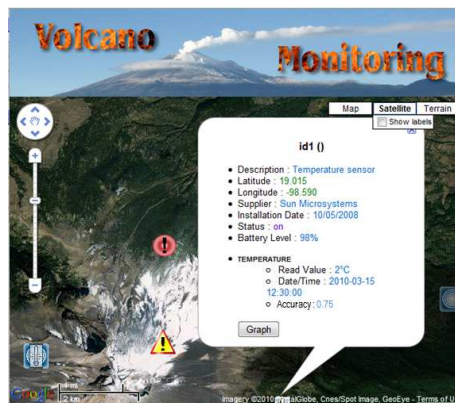 Volcano
Monitoring
Map Satellite Terrain
Show labels
id1 ()
Description : Temperature sensor
Latitude : 19.015
Longitude : -98.590
Supplier : Sun Microsystems
Installation Date : 10/05/2008
Status : on
Battery Level : 98%
TEMPERATURE
Read Value : 2°C
Date/Time : 2010-03-15
12:30:00
Accuracy: 0.75
Graph
Google
2 km
Imagery ©2010 DigitalGlobe, Cnes/Spot Image, GeoEye - Terms of U